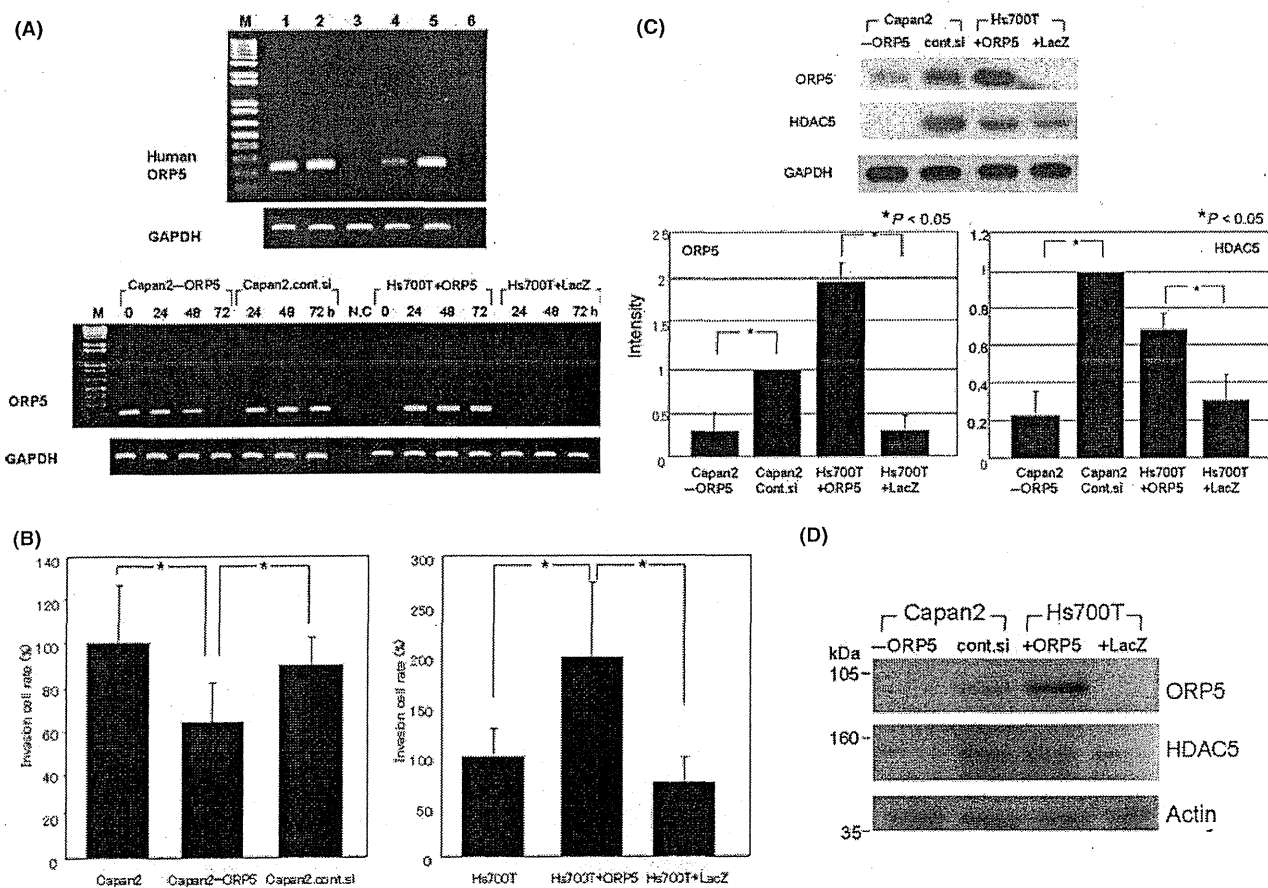 (A)
M 1 2 3 4 5 6
Human
ORP5
GAPDH
Capan2–ORP5 Capan2.cont.si Hs700T+ORP5 Hs700T+LacZ
M 0 24 48 72 24 48 72 h N.C 0 24 48 72 24 48 72 h
ORP5
GAPDH
(B)
Invasion cell rate (%)
140
120
100
80
60
40
20
0
Capan2 Capan2–ORP5 Capan2.cont.si
* *
Invasion cell rate (%)
300
250
200
150
100
50
0
Hs700T Hs700T+ORP5 Hs700T+LacZ
* *
(C)
Capan2 Hs700T
–ORP5 cont.si +ORP5 +LacZ
ORP5
HDAC5
GAPDH
*P < 0.05
ORP5
Intensity
25
2
1.5
1
0.5
0
* *
Capan2 Capan2 Hs700T Hs700T
–ORP5 Cont.si +ORP5 +LacZ
*P < 0.05
HDAC5
1.2
1
0.8
0.6
0.4
0.2
0
* *
Capan2 Capan2 Hs700T Hs700T
–ORP5 Cont.si +ORP5 +LacZ
(D)
Capan2 Hs700T
–ORP5 cont.si +ORP5 +LacZ
kDa
105
ORP5
160
HDAC5
Actin
35